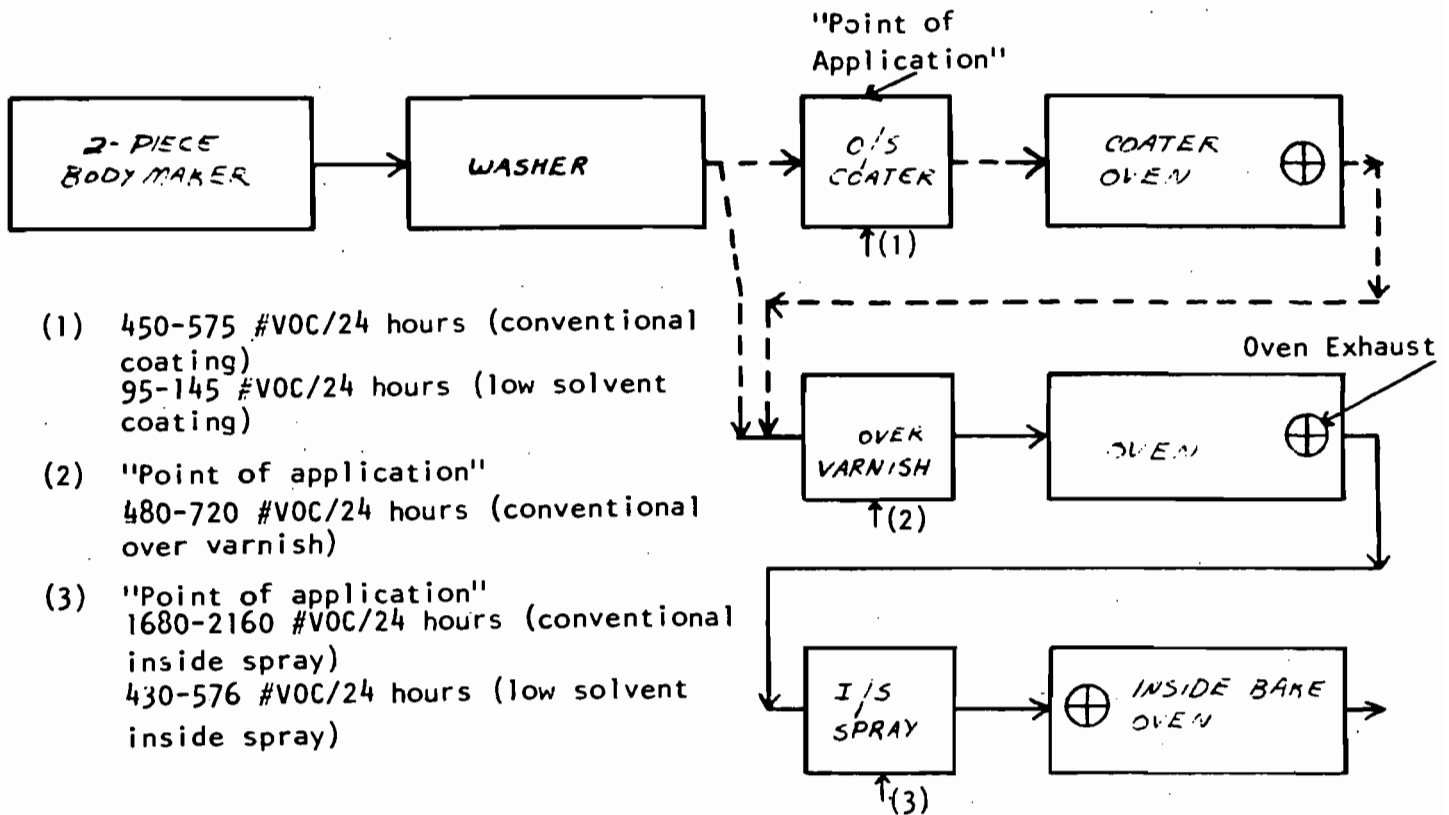 "Point of
Application"
2-PIECE
BODYMAKER
WASHER
O/S
COATER
COATER
OVEN
(1)
(1) 450-575 #VOC/24 hours (conventional
coating)
95-145 #VOC/24 hours (low solvent
coating)
Oven Exhaust
OVER
VARNISH
OVEN
(2)
(2) "Point of application"
480-720 #VOC/24 hours (conventional
over varnish)
(3) "Point of application"
1680-2160 #VOC/24 hours (conventional
inside spray)
430-576 #VOC/24 hours (low solvent
inside spray)
I/S
SPRAY
INSIDE BAKE
OVEN
(3)